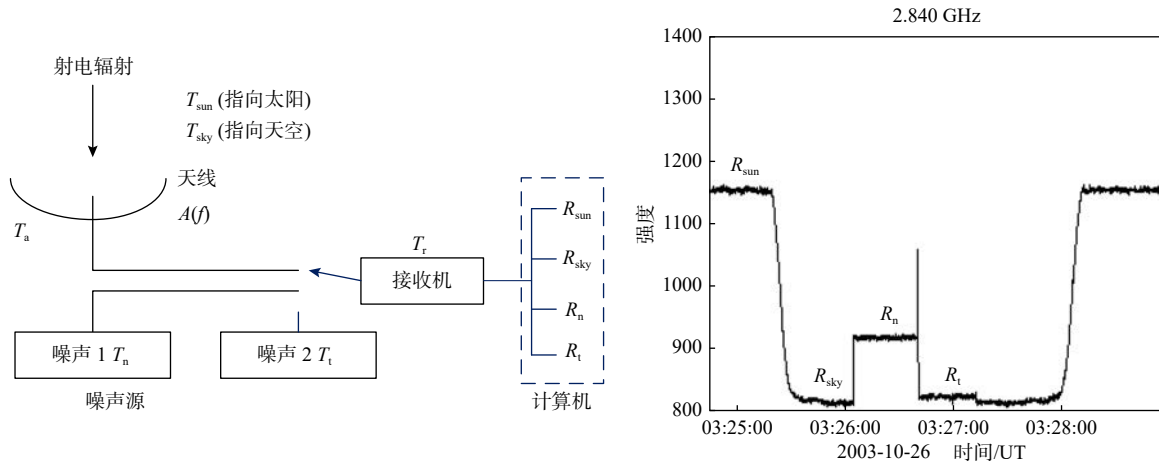 射电辐射
T_sun (指向太阳)
T_sky (指向天空)
天线
A(f)
T_a
T_r
接收机
R_sun
R_sky
R_n
R_t
噪声 1 T_n
噪声 2 T_t
噪声源
计算机
2.840 GHz
强度
1400
1300
1200
1100
1000
900
800
R_sun
R_sky
R_n
R_t
03:25:00
03:26:00
03:27:00
03:28:00
2003-10-26 时间/UT